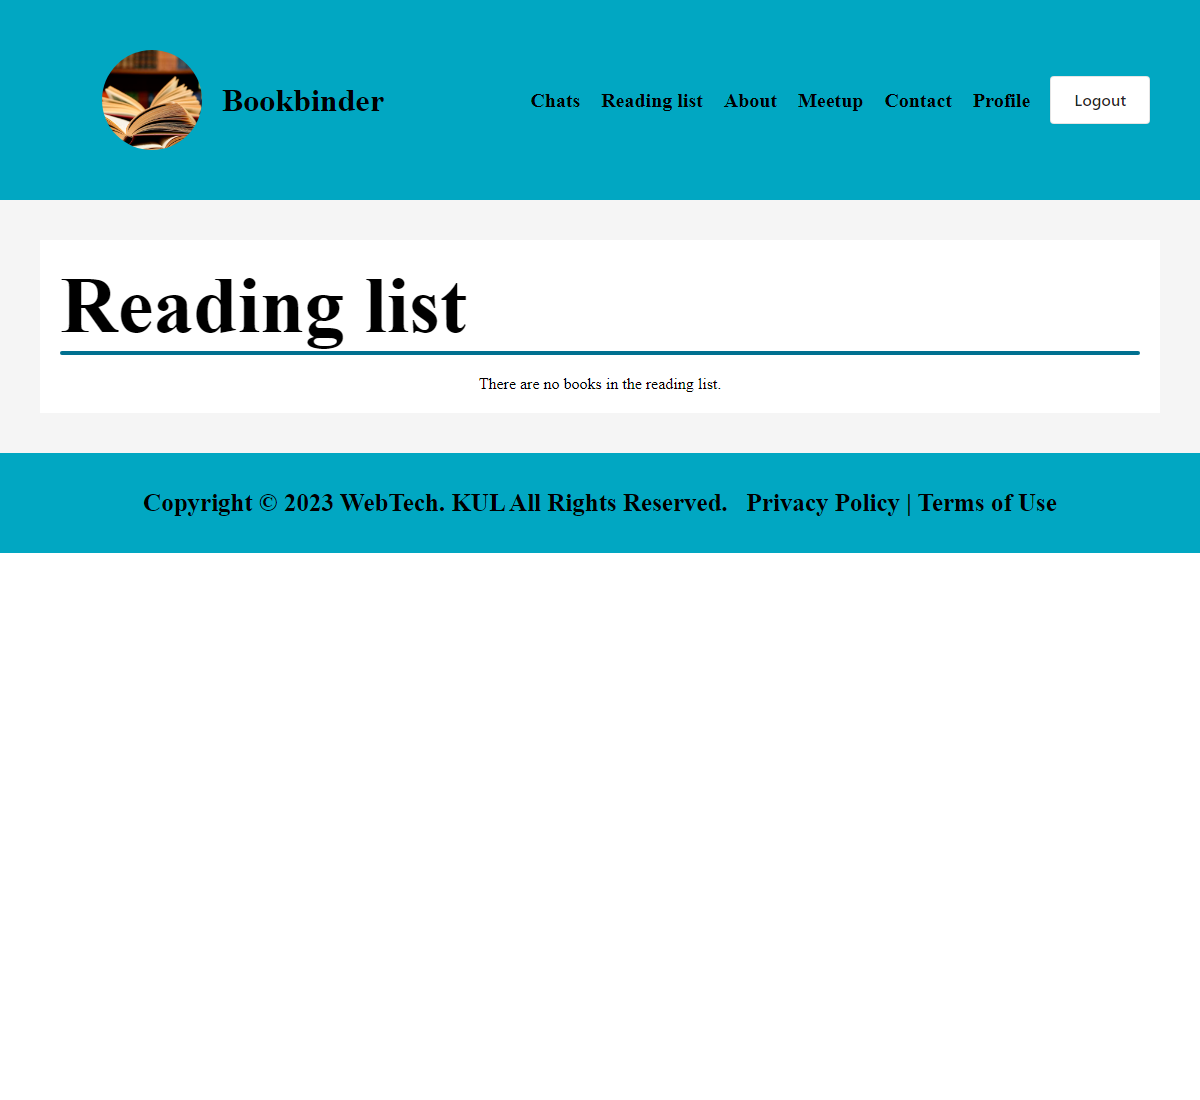 Bookbinder
Chats Reading list About Meetup Contact Profile Logout
Reading list
There are no books in the reading list.
Copyright © 2023 WebTech. KUL All Rights Reserved. Privacy Policy | Terms of Use